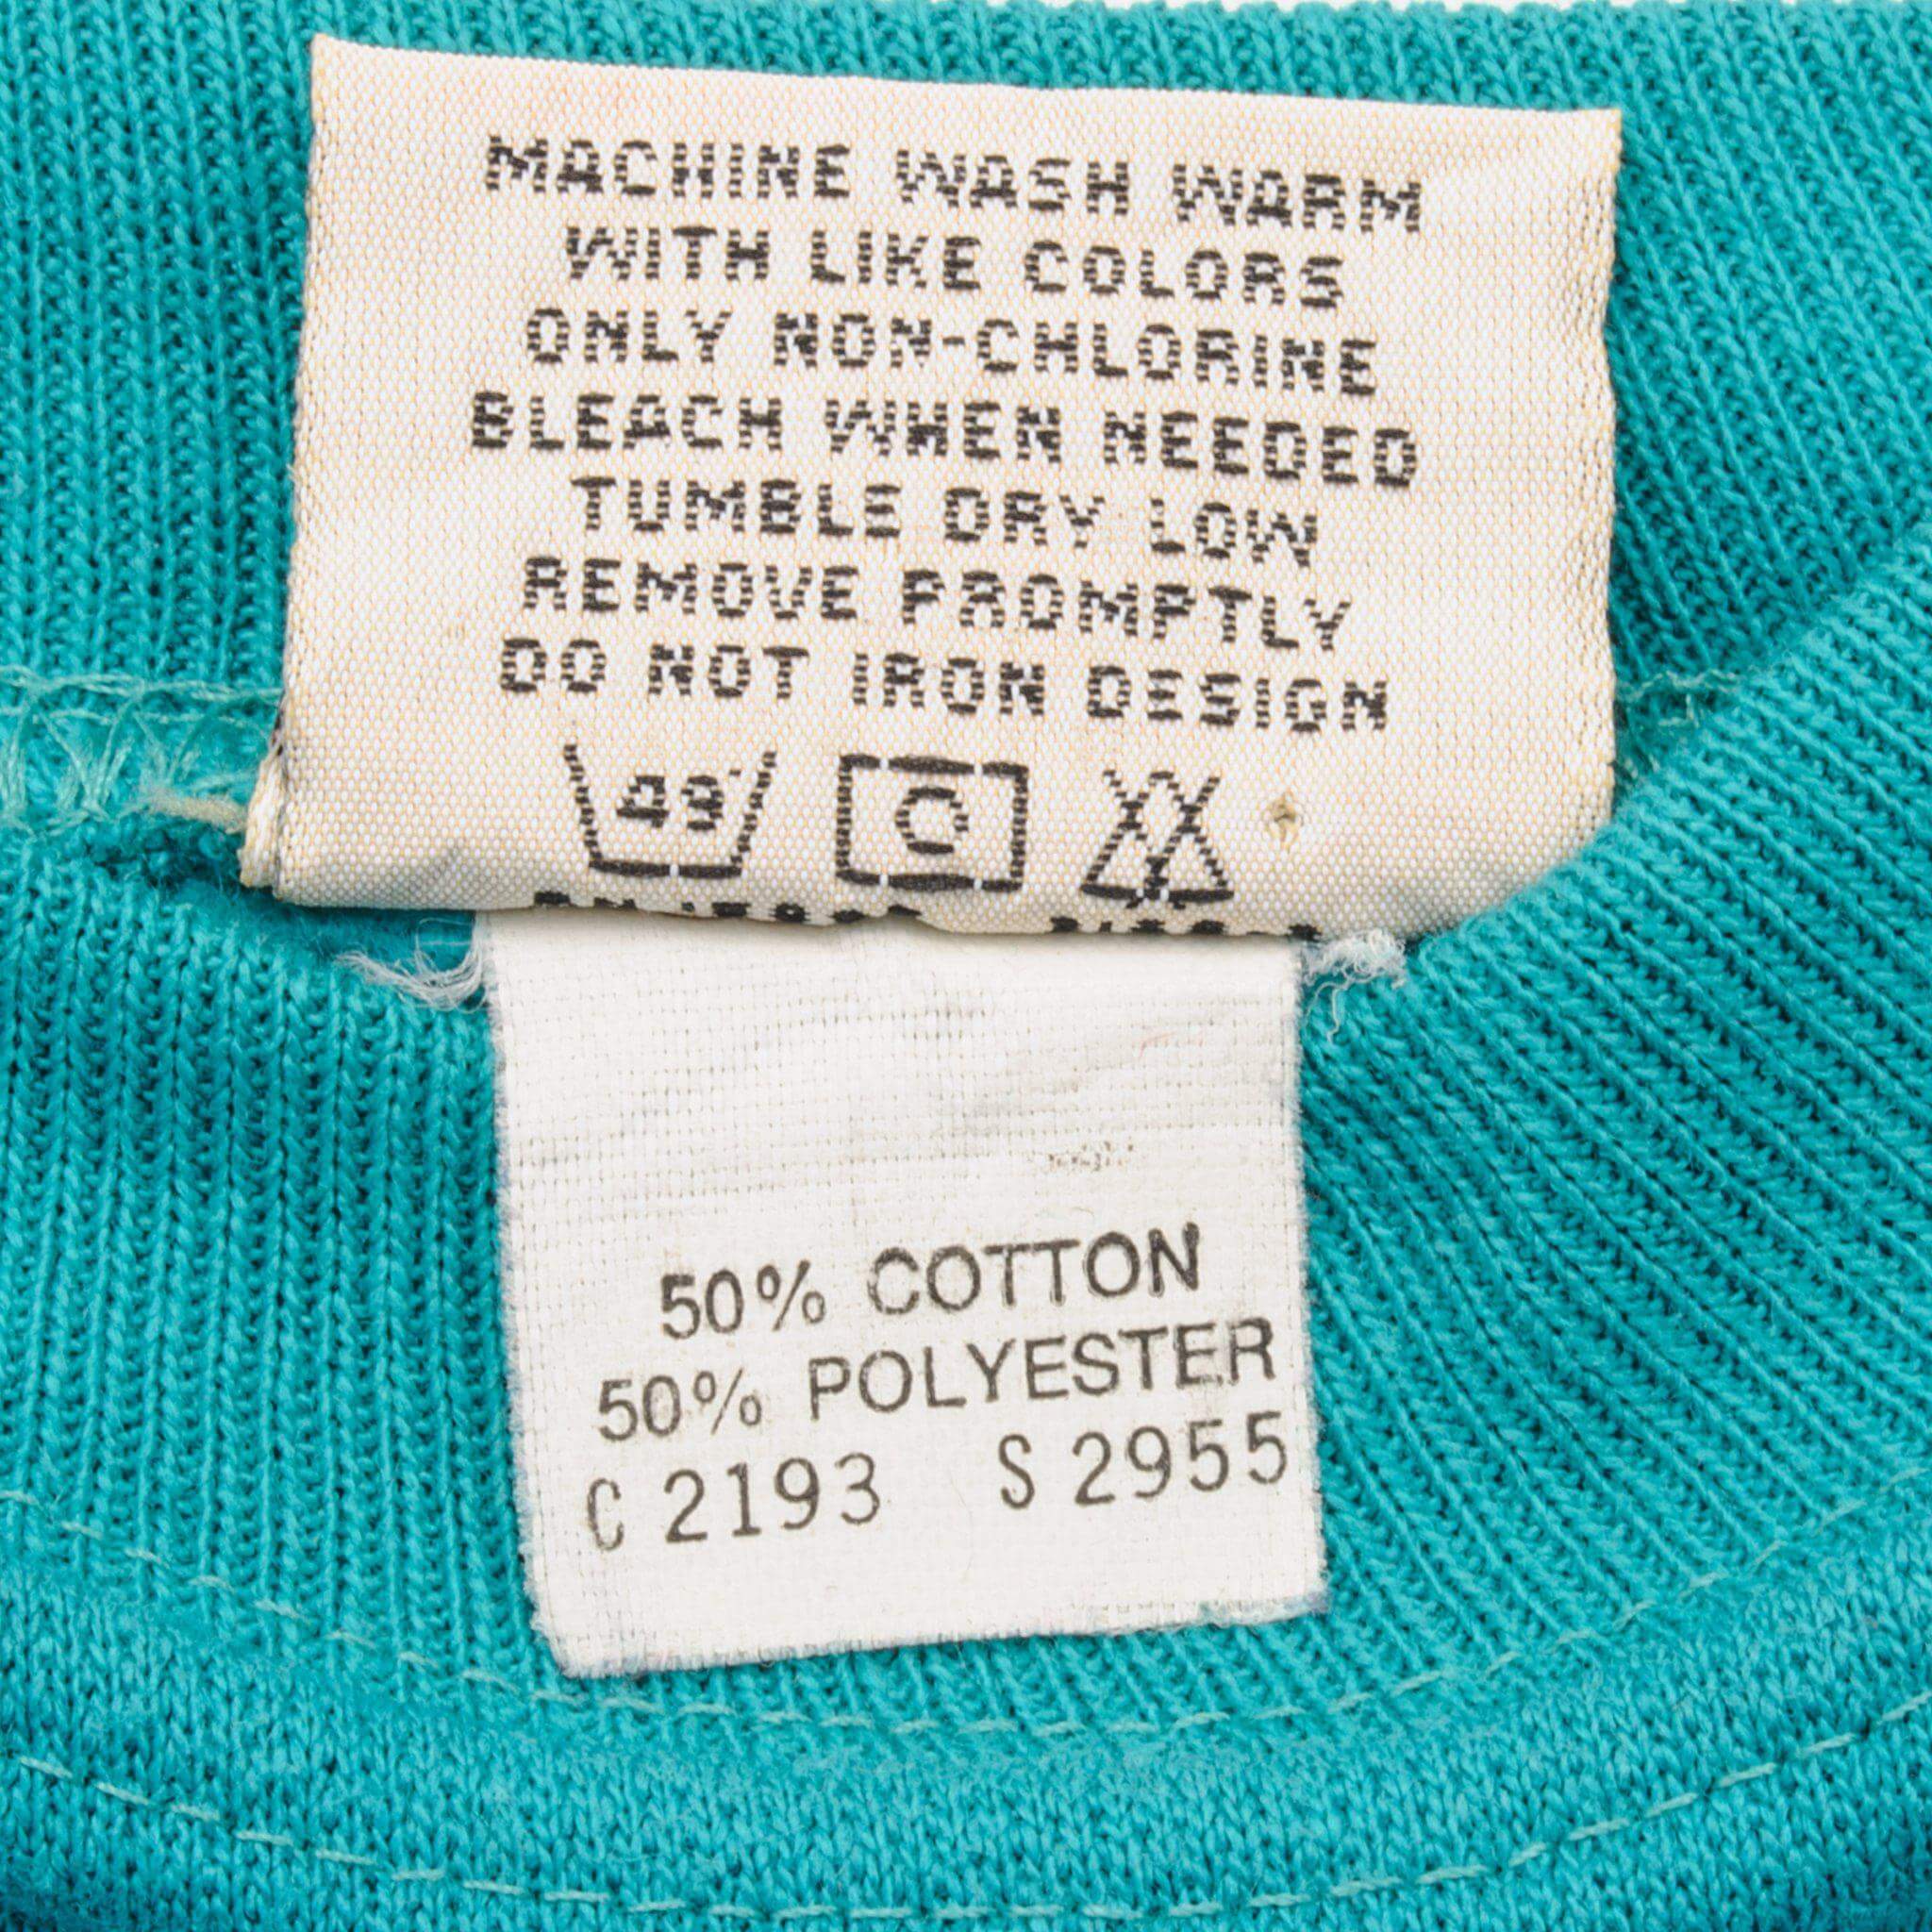 MACHINE WASH WARM
WITH LIKE COLORS
ONLY NON-CHLORINE
BLEACH WHEN NEEDED
TUMBLE DRY LOW
REMOVE PROMPTLY
DO NOT IRON DESIGN
49°
50% COTTON
50% POLYESTER
C 2193 S 2955